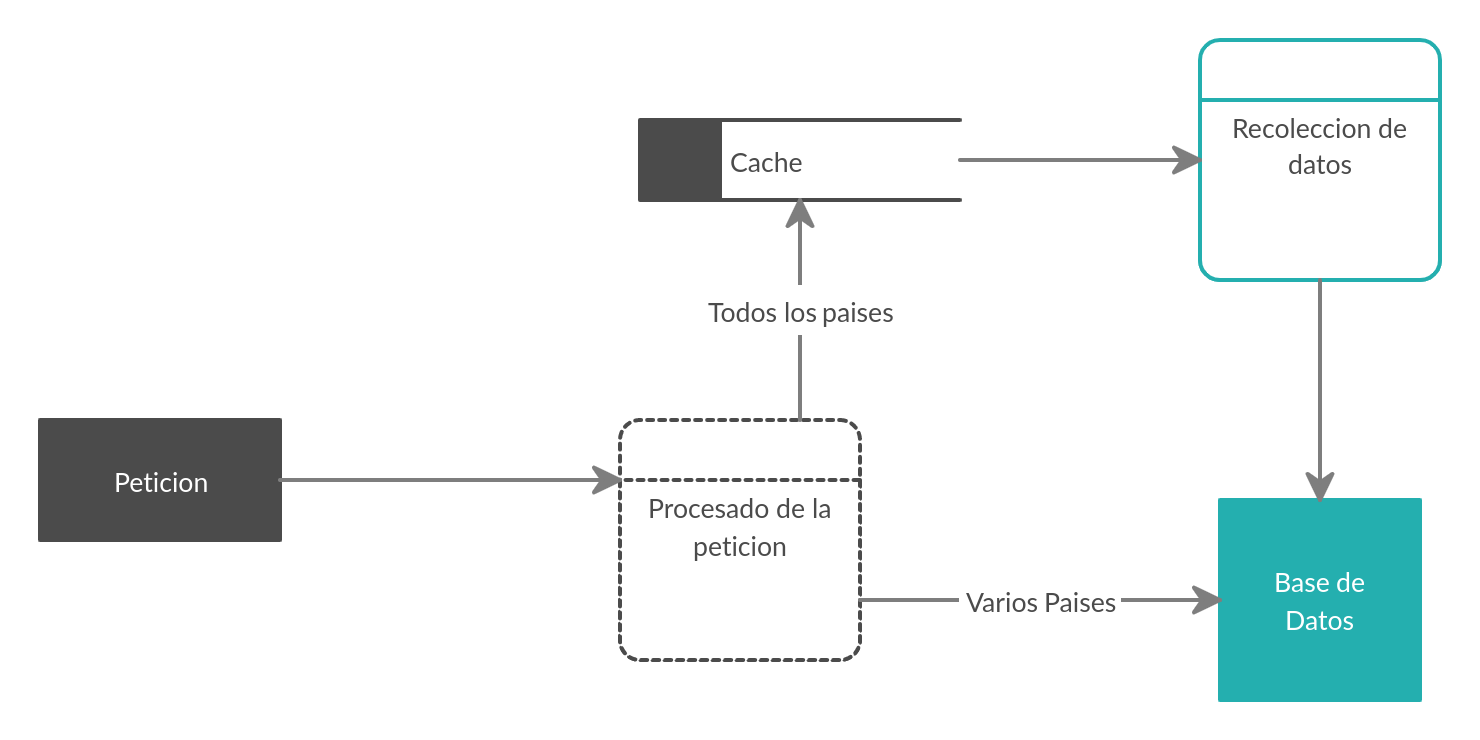 Recoleccion de
datos
Cache
Todos los paises
Peticion
Procesado de la
peticion
Varios Paises
Base de
Datos